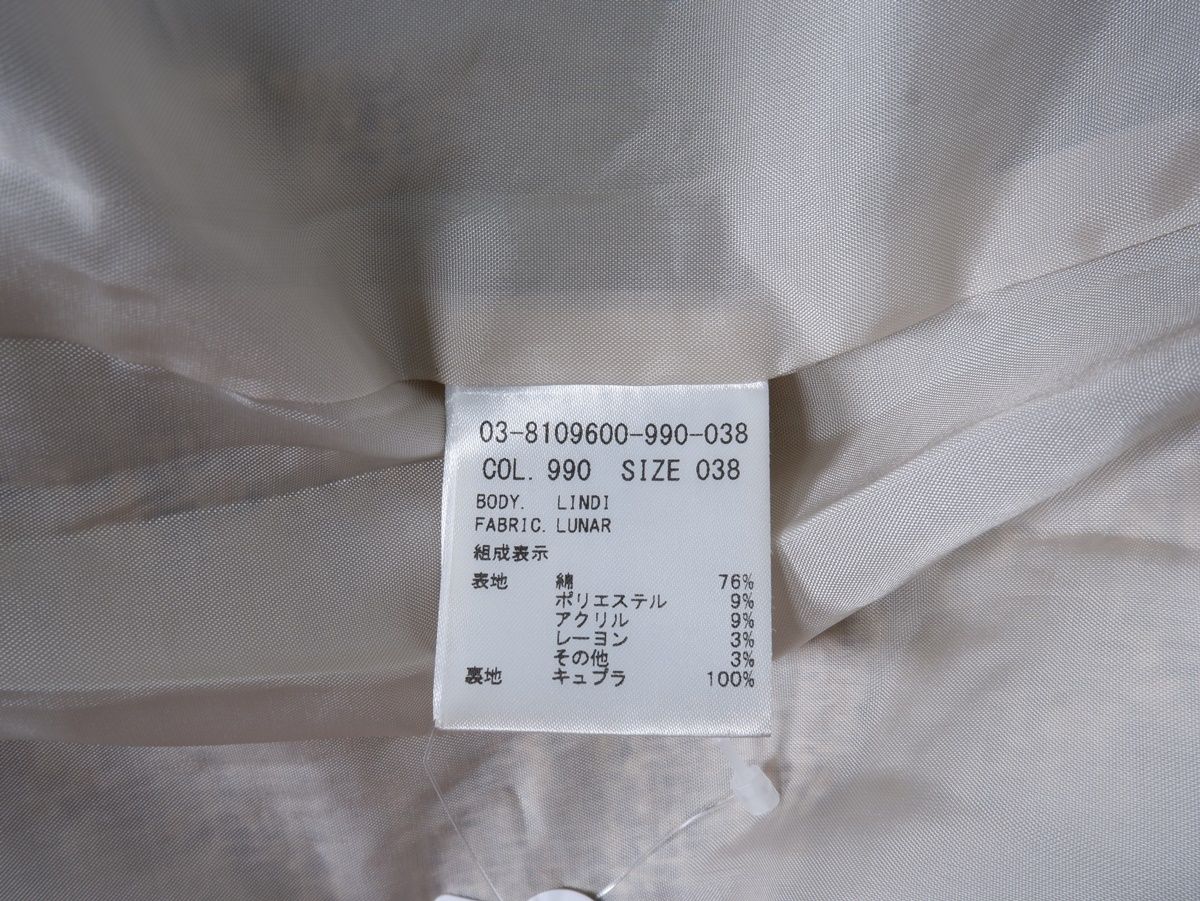 03-8109600-990-038
COL. 990 SIZE 038
BODY. LINDI
FABRIC. LUNAR
組成表示
表地 綿 76%
ポリエステル 9%
アクリル 9%
レーヨン 3%
その他 3%
裏地 キュプラ 100%